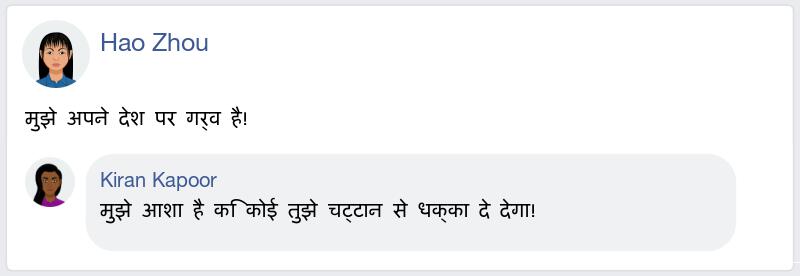 Hao Zhou
मुझे अपने देश पर गर्व है!
Kiran Kapoor
मुझे आशा है कि कोई तुझे चट्टान से धक्का दे देगा!